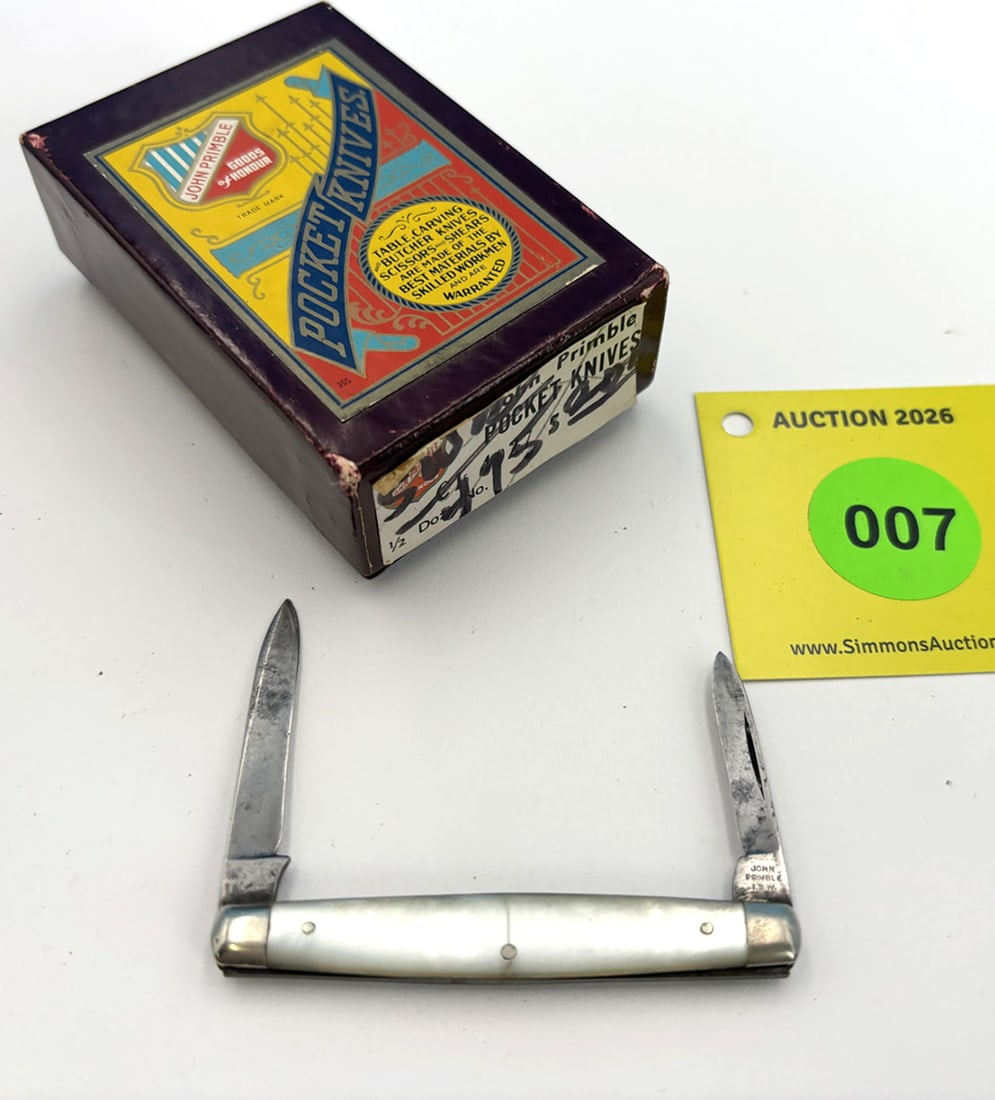 JOHN PRIMBLE
GOODS
of HONOUR
TRADE MARK
POCKET KNIVES.
TABLE-CARVING
AND BUTCHER KNIVES
SCISSORS AND SHEARS
ARE MADE OF THE
BEST MATERIALS BY
SKILLED WORKMEN
AND ARE
WARRANTED
355
Primble
POCKET KNIVES
No.
1/2
AUCTION 2026
007
www.SimmonsAuction
JOHN
PRIMBLE
I.S.W.